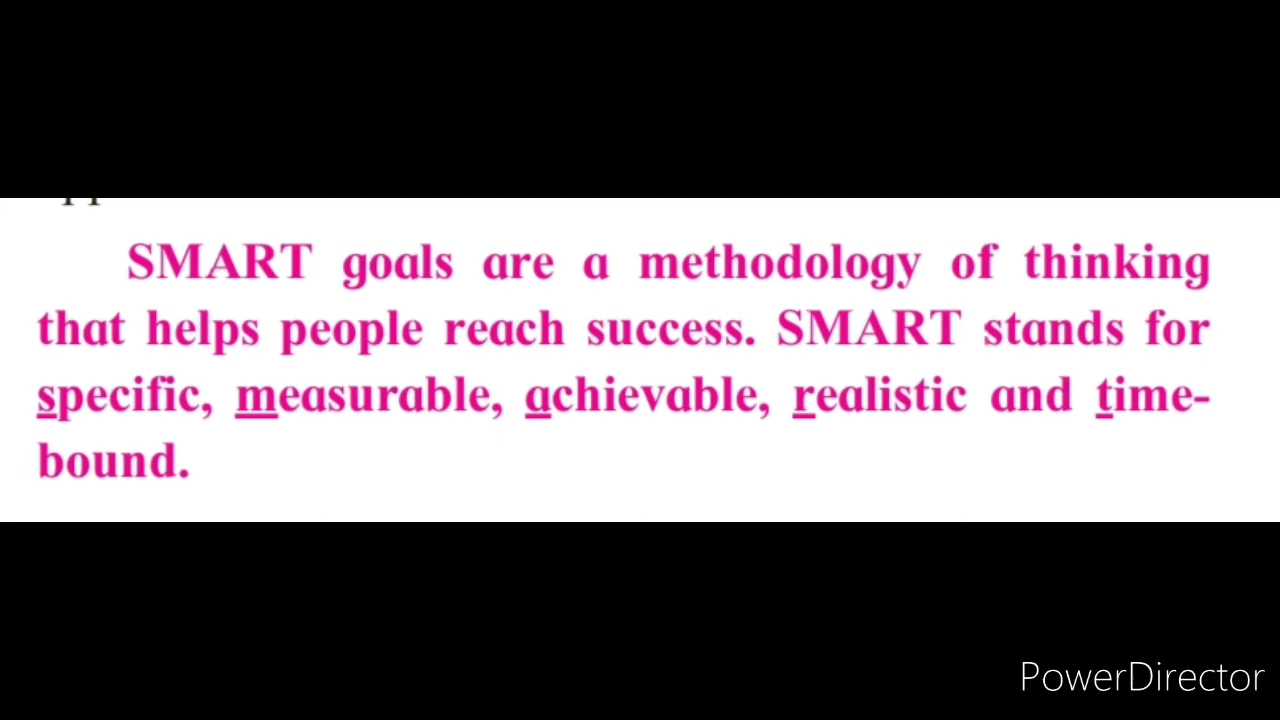 SMART goals are a methodology of thinking
that helps people reach success. SMART stands for
specific, measurable, achievable, realistic and time-
bound.
PowerDirector